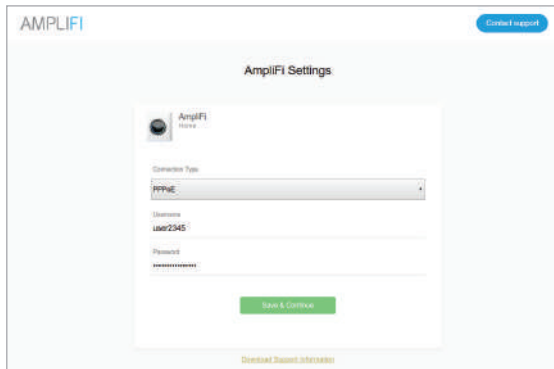 AMPLIFI
Contact support
AmpliFi Settings
AmpliFi
Home
Connection Type
PPPoE
Username
user2345
Password
••••••••••••••••
Save & Continue
Download Support Information